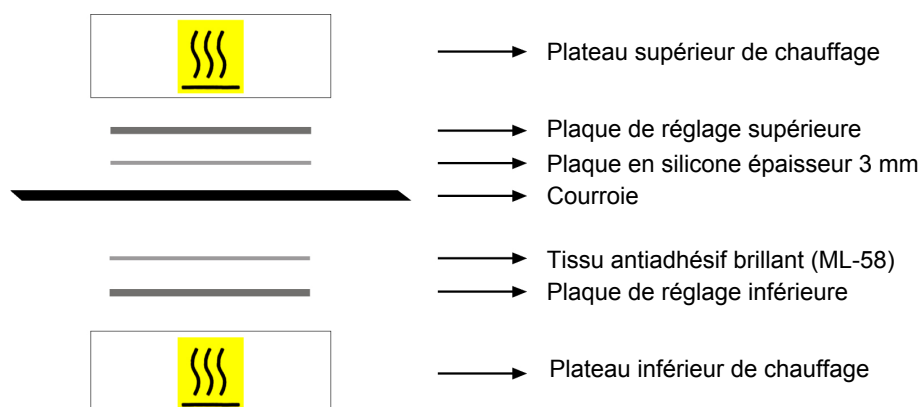 Plateau supérieur de chauffage
Plaque de réglage supérieure
Plaque en silicone épaisseur 3 mm
Courroie
Tissu antiadhésif brillant (ML-58)
Plaque de réglage inférieure
Plateau inférieur de chauffage